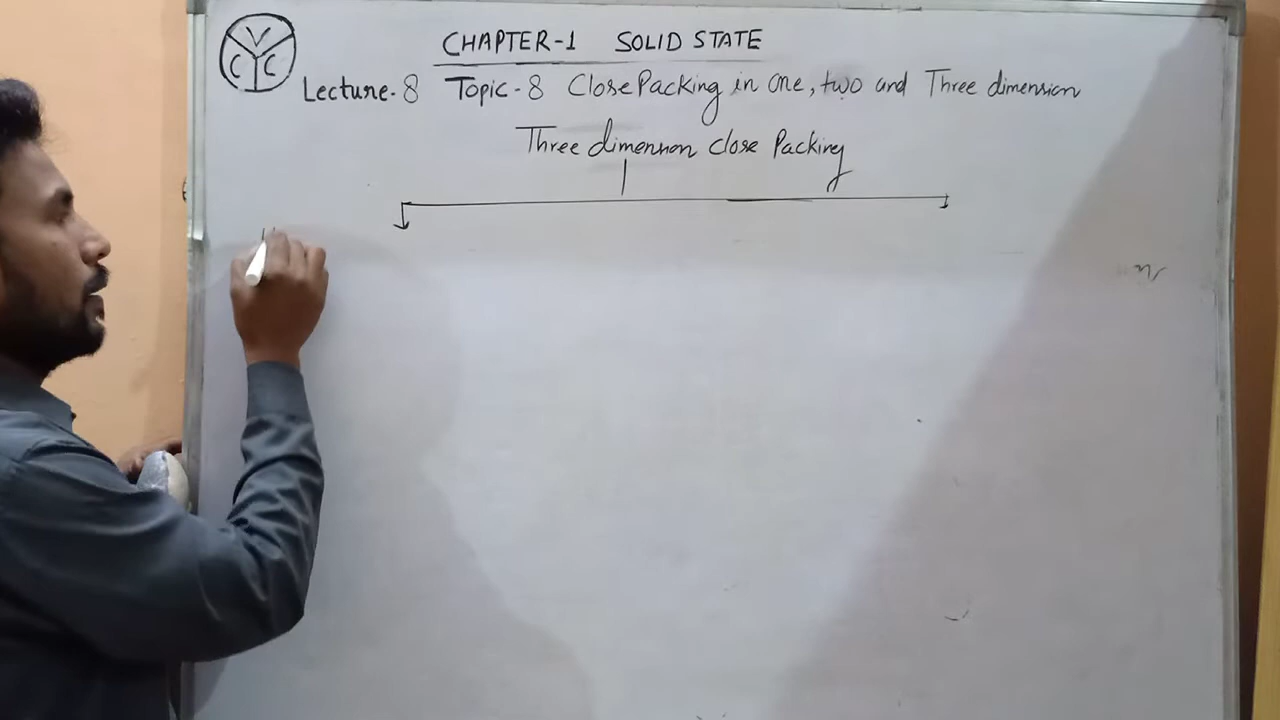 VCC
CHAPTER-1 SOLID STATE
Lecture-8 Topic-8 Close Packing in one, two and Three dimension
Three dimension close Packing